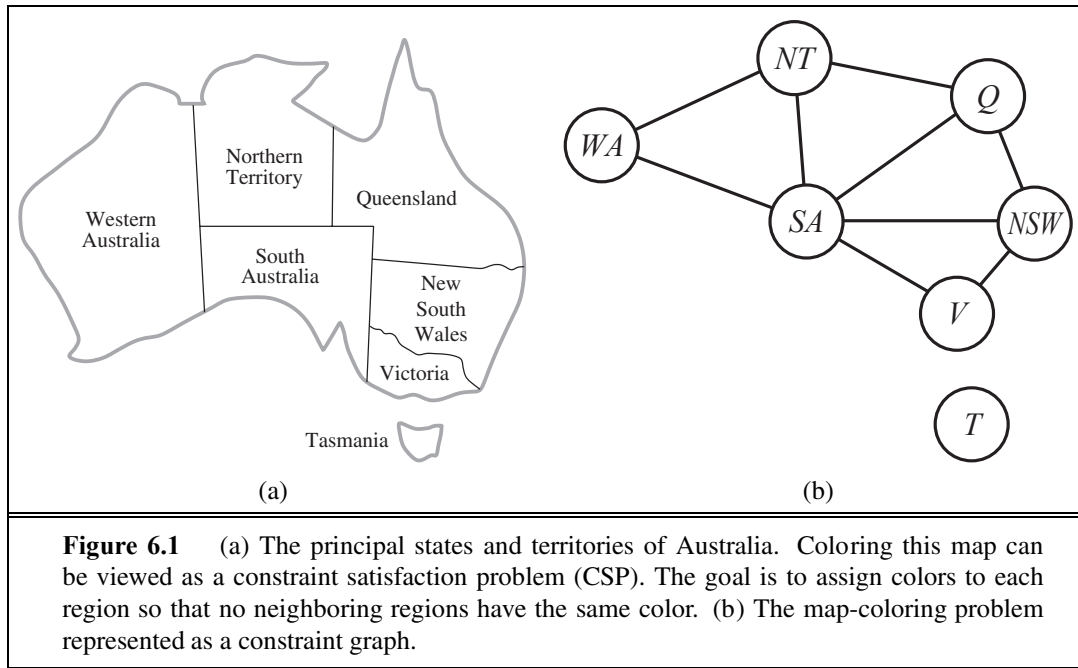 Northern
Territory
Queensland
Western
Australia
South
Australia
New
South
Wales
Victoria
Tasmania
(a)
NT
Q
WA
SA
NSW
V
T
(b)
Figure 6.1 (a) The principal states and territories of Australia. Coloring this map can
be viewed as a constraint satisfaction problem (CSP). The goal is to assign colors to each
region so that no neighboring regions have the same color. (b) The map-coloring problem
represented as a constraint graph.